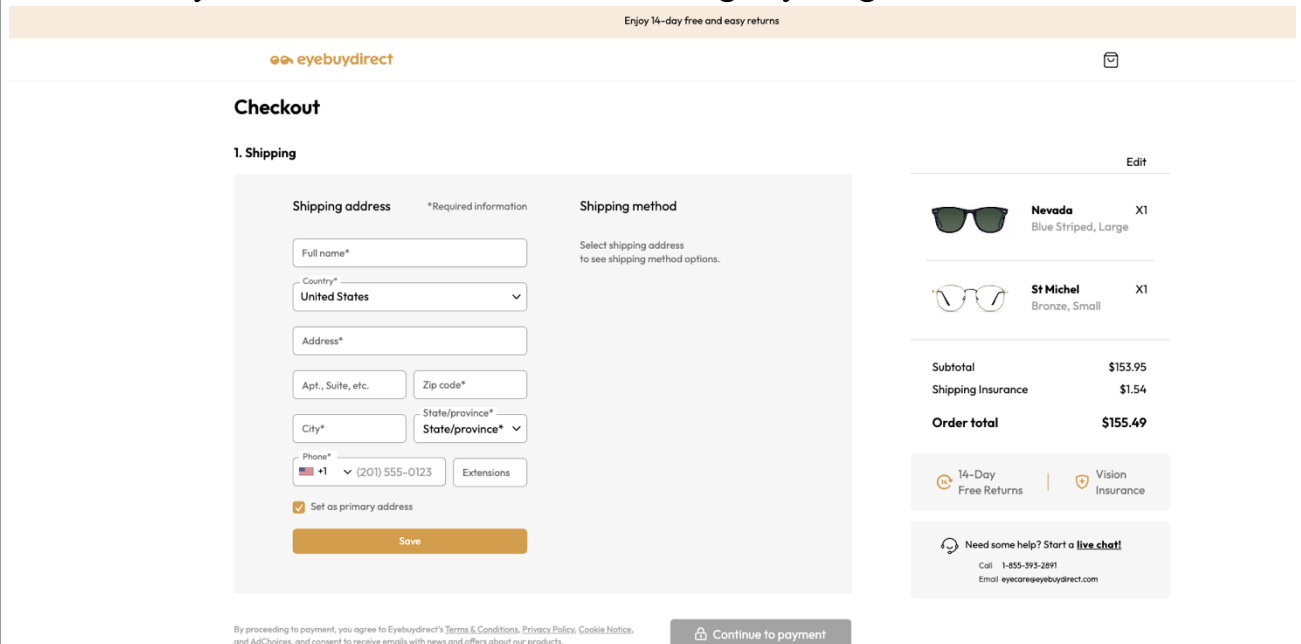 Enjoy 14-day free and easy returns
eyebuydirect
Checkout
1. Shipping
Shipping address
*Required information
Full name*
Country*
United States
Address*
Apt., Suite, etc.
Zip code*
City*
State/province*
State/province*
Phone*
+1
(201) 555-0123
Extensions
Set as primary address
Save
Shipping method
Select shipping address
to see shipping method options.
Edit
Nevada X1
Blue Striped, Large
St Michel X1
Bronze, Small
Subtotal $153.95
Shipping Insurance $1.54
Order total $155.49
14
14-Day
Free Returns
Vision
Insurance
Need some help? Start a live chat!
Call 1-855-393-2891
Email eyecare@eyebuydirect.com
By proceeding to payment, you agree to Eyebuydirect's Terms & Conditions, Privacy Policy, Cookie Notice,
and AdChoices, and consent to receive emails with news and offers about our products.
Continue to payment